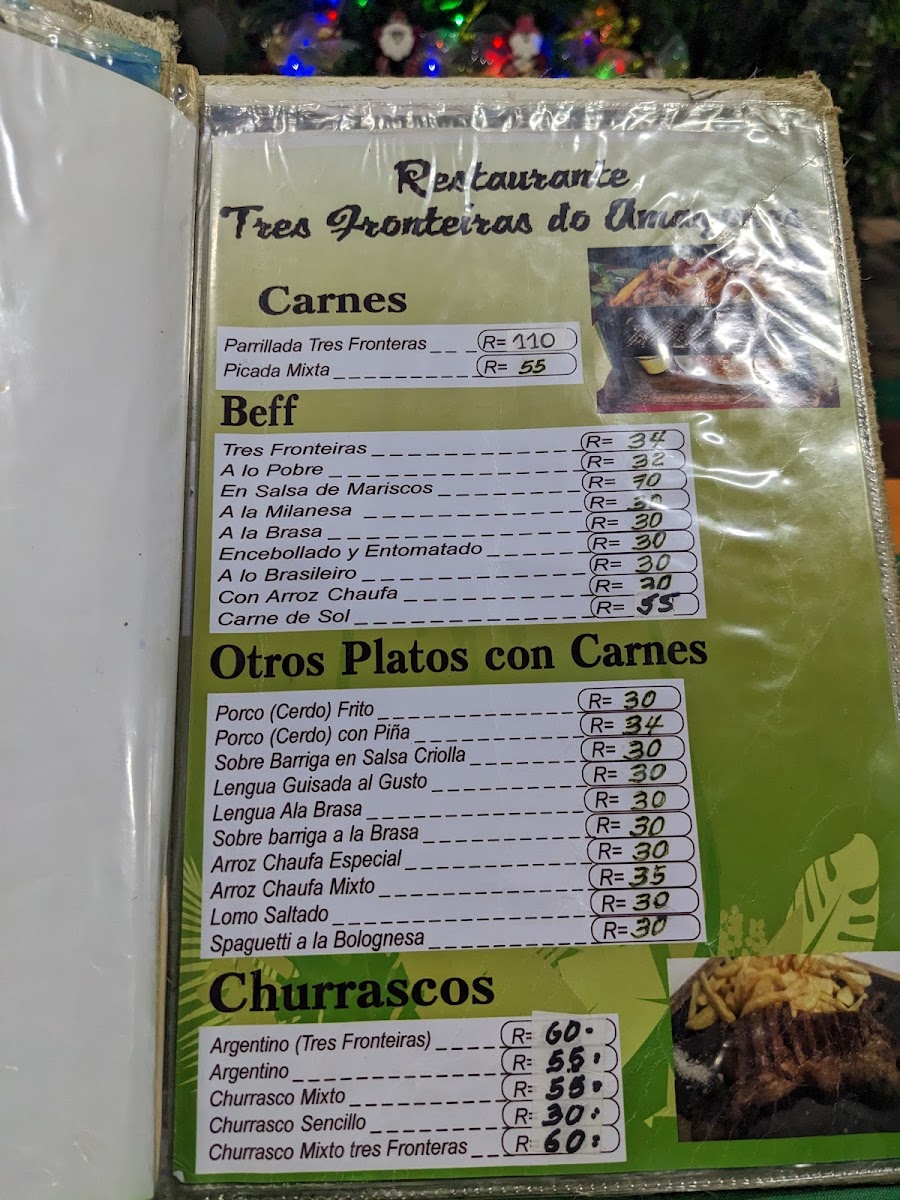 Restaurante
Tres Fronteiras do Amazonas
Carnes
Parrillada Tres Fronteras R= 110
Picada Mixta R= 55
Beff
Tres Fronteiras R= 34
A lo Pobre R= 32
En Salsa de Mariscos R= 70
A la Milanesa R= 30
A la Brasa R= 30
Encebollado y Entomatado R= 30
A lo Brasileiro R= 30
Con Arroz Chaufa R= 30
Carne de Sol R= 55
Otros Platos con Carnes
Porco (Cerdo) Frito R= 30
Porco (Cerdo) con Piña R= 34
Sobre Barriga en Salsa Criolla R= 30
Lengua Guisada al Gusto R= 30
Lengua Ala Brasa R= 30
Sobre barriga a la Brasa R= 30
Arroz Chaufa Especial R= 30
Arroz Chaufa Mixto R= 35
Lomo Saltado R= 30
Spaguetti a la Bolognesa R= 30
Churrascos
Argentino (Tres Fronteiras) R= 60.
Argentino R= 55.
Churrasco Mixto R= 55.
Churrasco Sencillo R= 30.
Churrasco Mixto tres Fronteras R= 60.